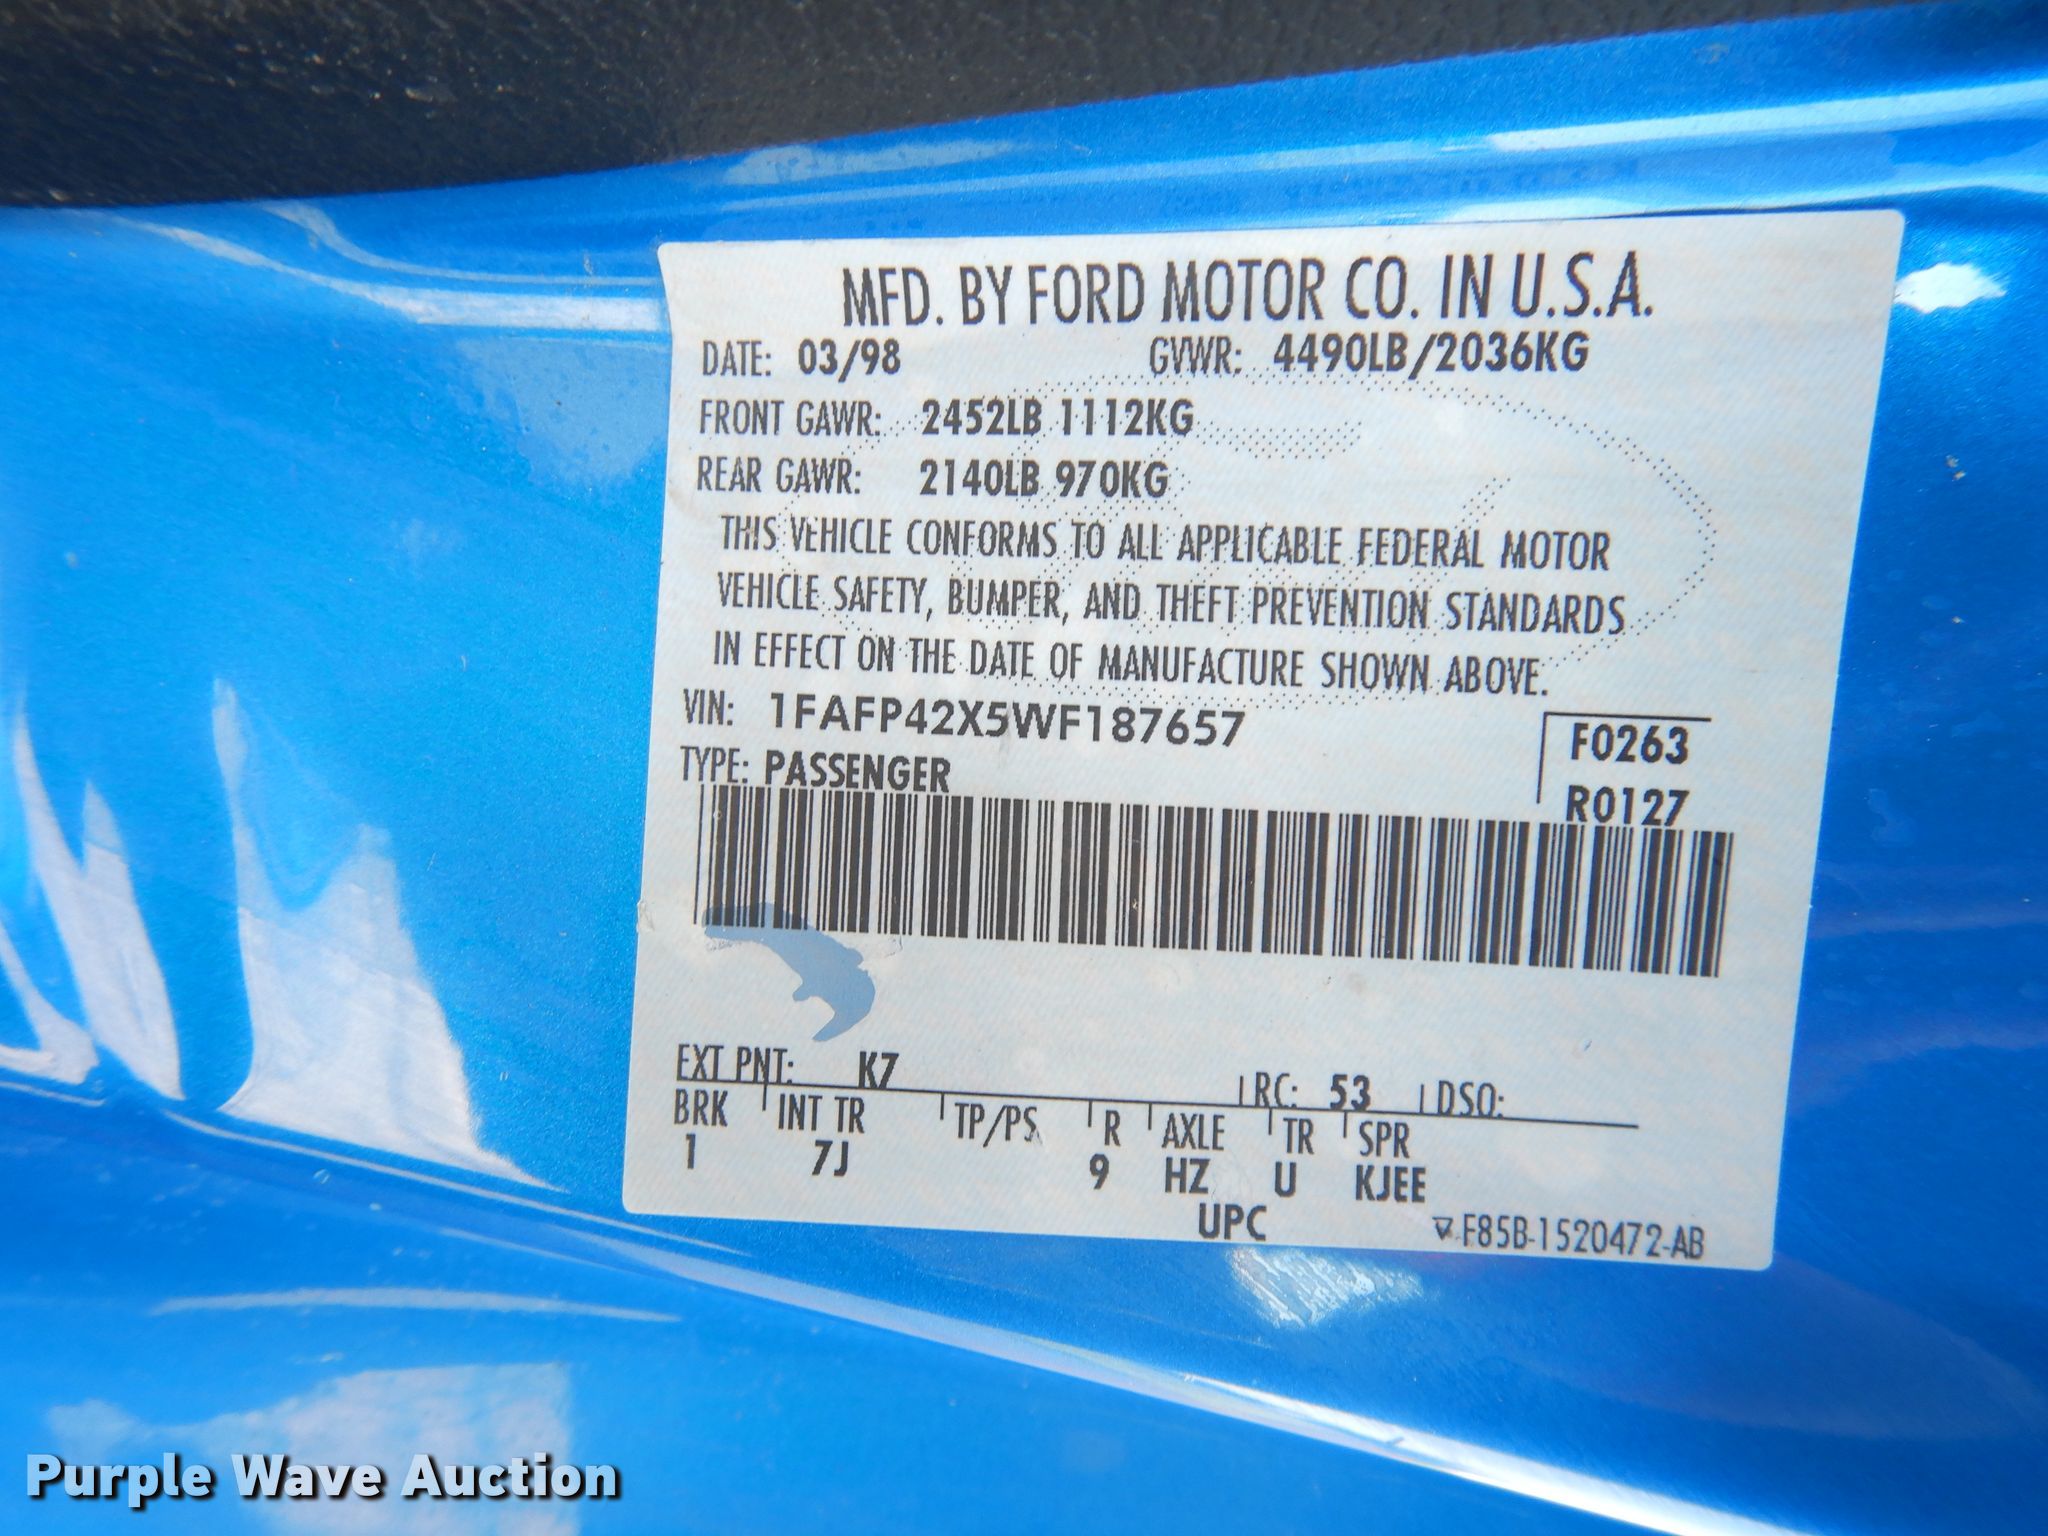 MFD. BY FORD MOTOR CO. IN U.S.A.
DATE: 03/98 GVWR: 4490LB/2036KG
FRONT GAWR: 2452LB 1112KG
REAR GAWR: 2140LB 970KG
THIS VEHICLE CONFORMS TO ALL APPLICABLE FEDERAL MOTOR
VEHICLE SAFETY, BUMPER, AND THEFT PREVENTION STANDARDS
IN EFFECT ON THE DATE OF MANUFACTURE SHOWN ABOVE.
VIN: 1FAFP42X5WF187657
F0263
TYPE: PASSENGER
R0127
EXT PNT: K7 RC: 53 DSO:
BRK INT TR TP/PS R AXLE TR SPR
1 7J 9 HZ U KJEE
UPC
F85B-1520472-AB
Purple Wave Auction